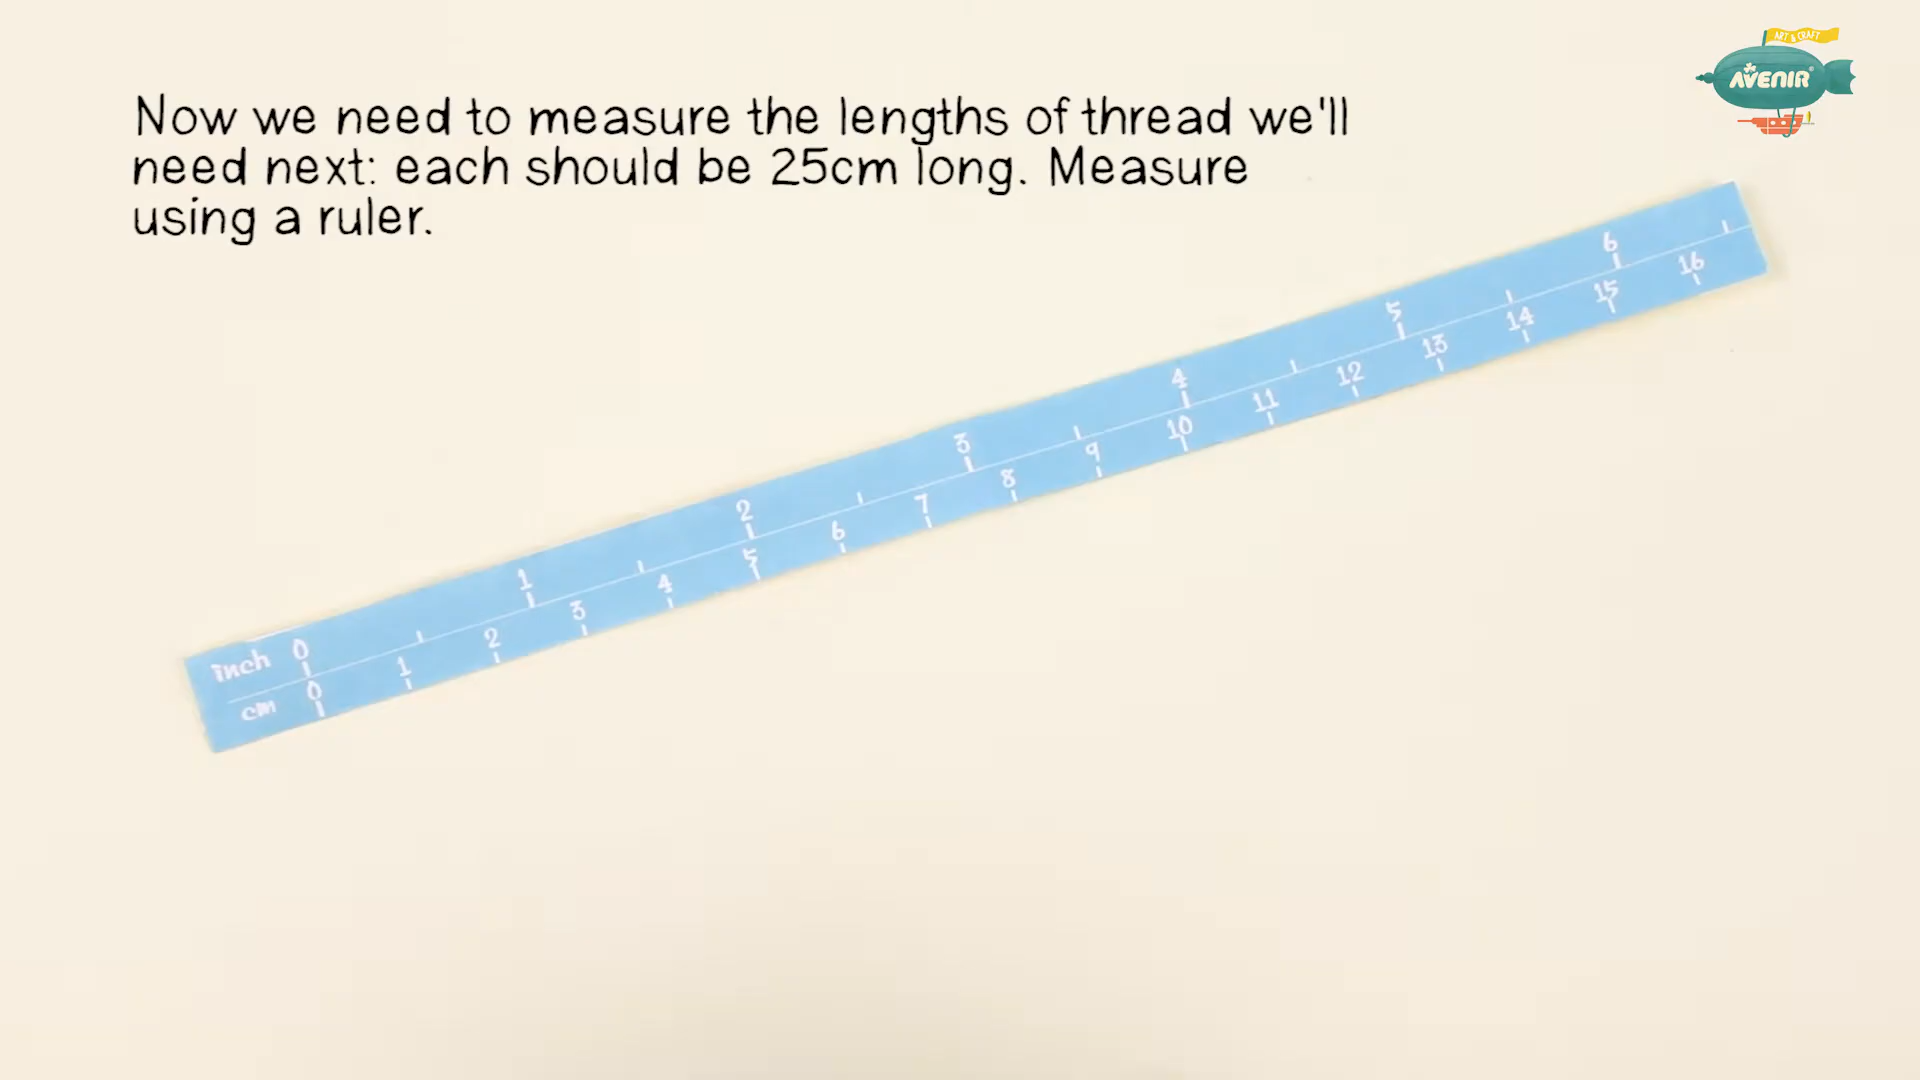 ART & CRAFT
AVENIR®
Now we need to measure the lengths of thread we'll
need next: each should be 25cm long. Measure
using a ruler.
inch 0 1 2 3 4 5 6
cm 0 1 2 3 4 5 6 7 8 9 10 11 12 13 14 15 16